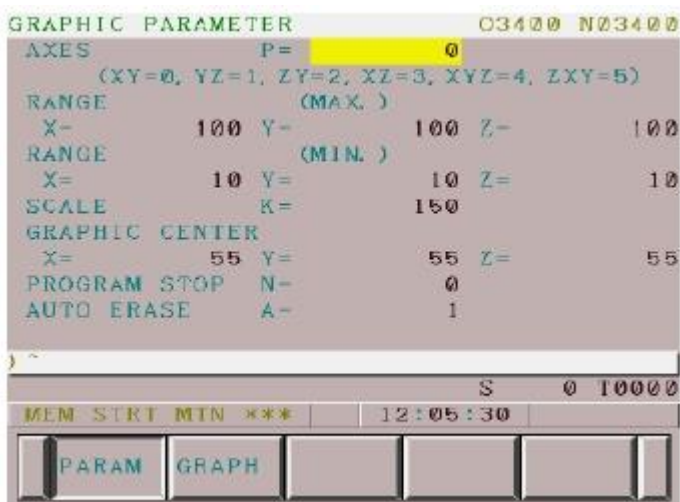 GRAPHIC PARAMETER O3400 N03400
AXES P= 0
(XY=0, YZ=1, ZY=2, XZ=3, XYZ=4, ZXY=5)
RANGE (MAX.)
X= 100 Y= 100 Z= 100
RANGE (MIN.)
X= 10 Y= 10 Z= 10
SCALE K= 150
GRAPHIC CENTER
X= 55 Y= 55 Z= 55
PROGRAM STOP N= 0
AUTO ERASE A= 1
) ~
S 0 T0000
MEM STRT MTN *** 12:05:30
PARAM GRAPH